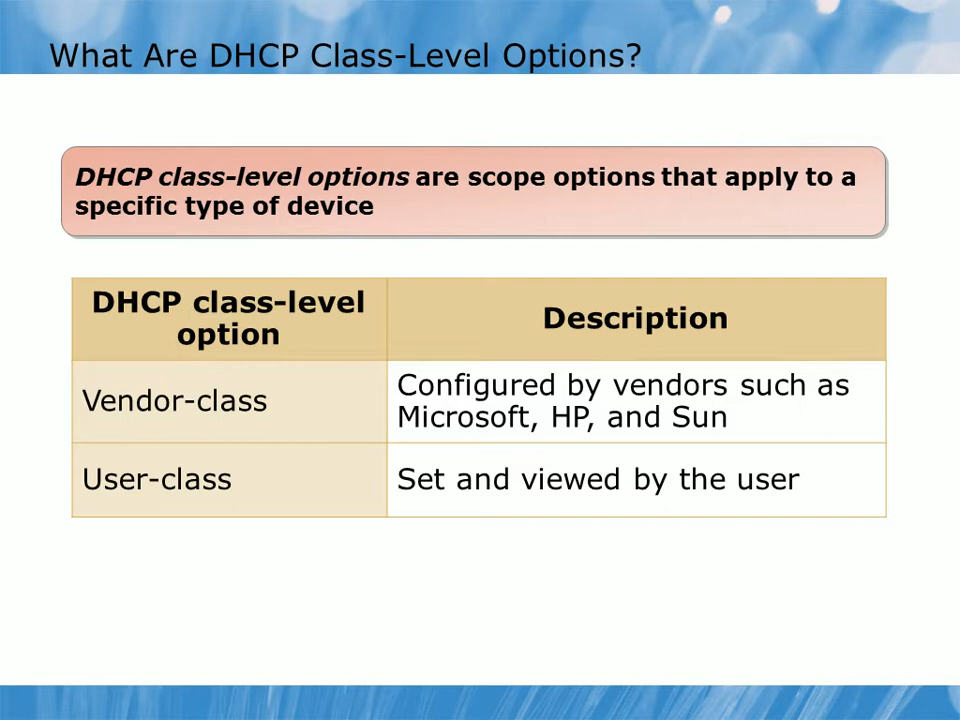 What Are DHCP Class-Level Options?
DHCP class-level options are scope options that apply to a
specific type of device
DHCP class-level
option
Description
Vendor-class
Configured by vendors such as
Microsoft, HP, and Sun
User-class
Set and viewed by the user